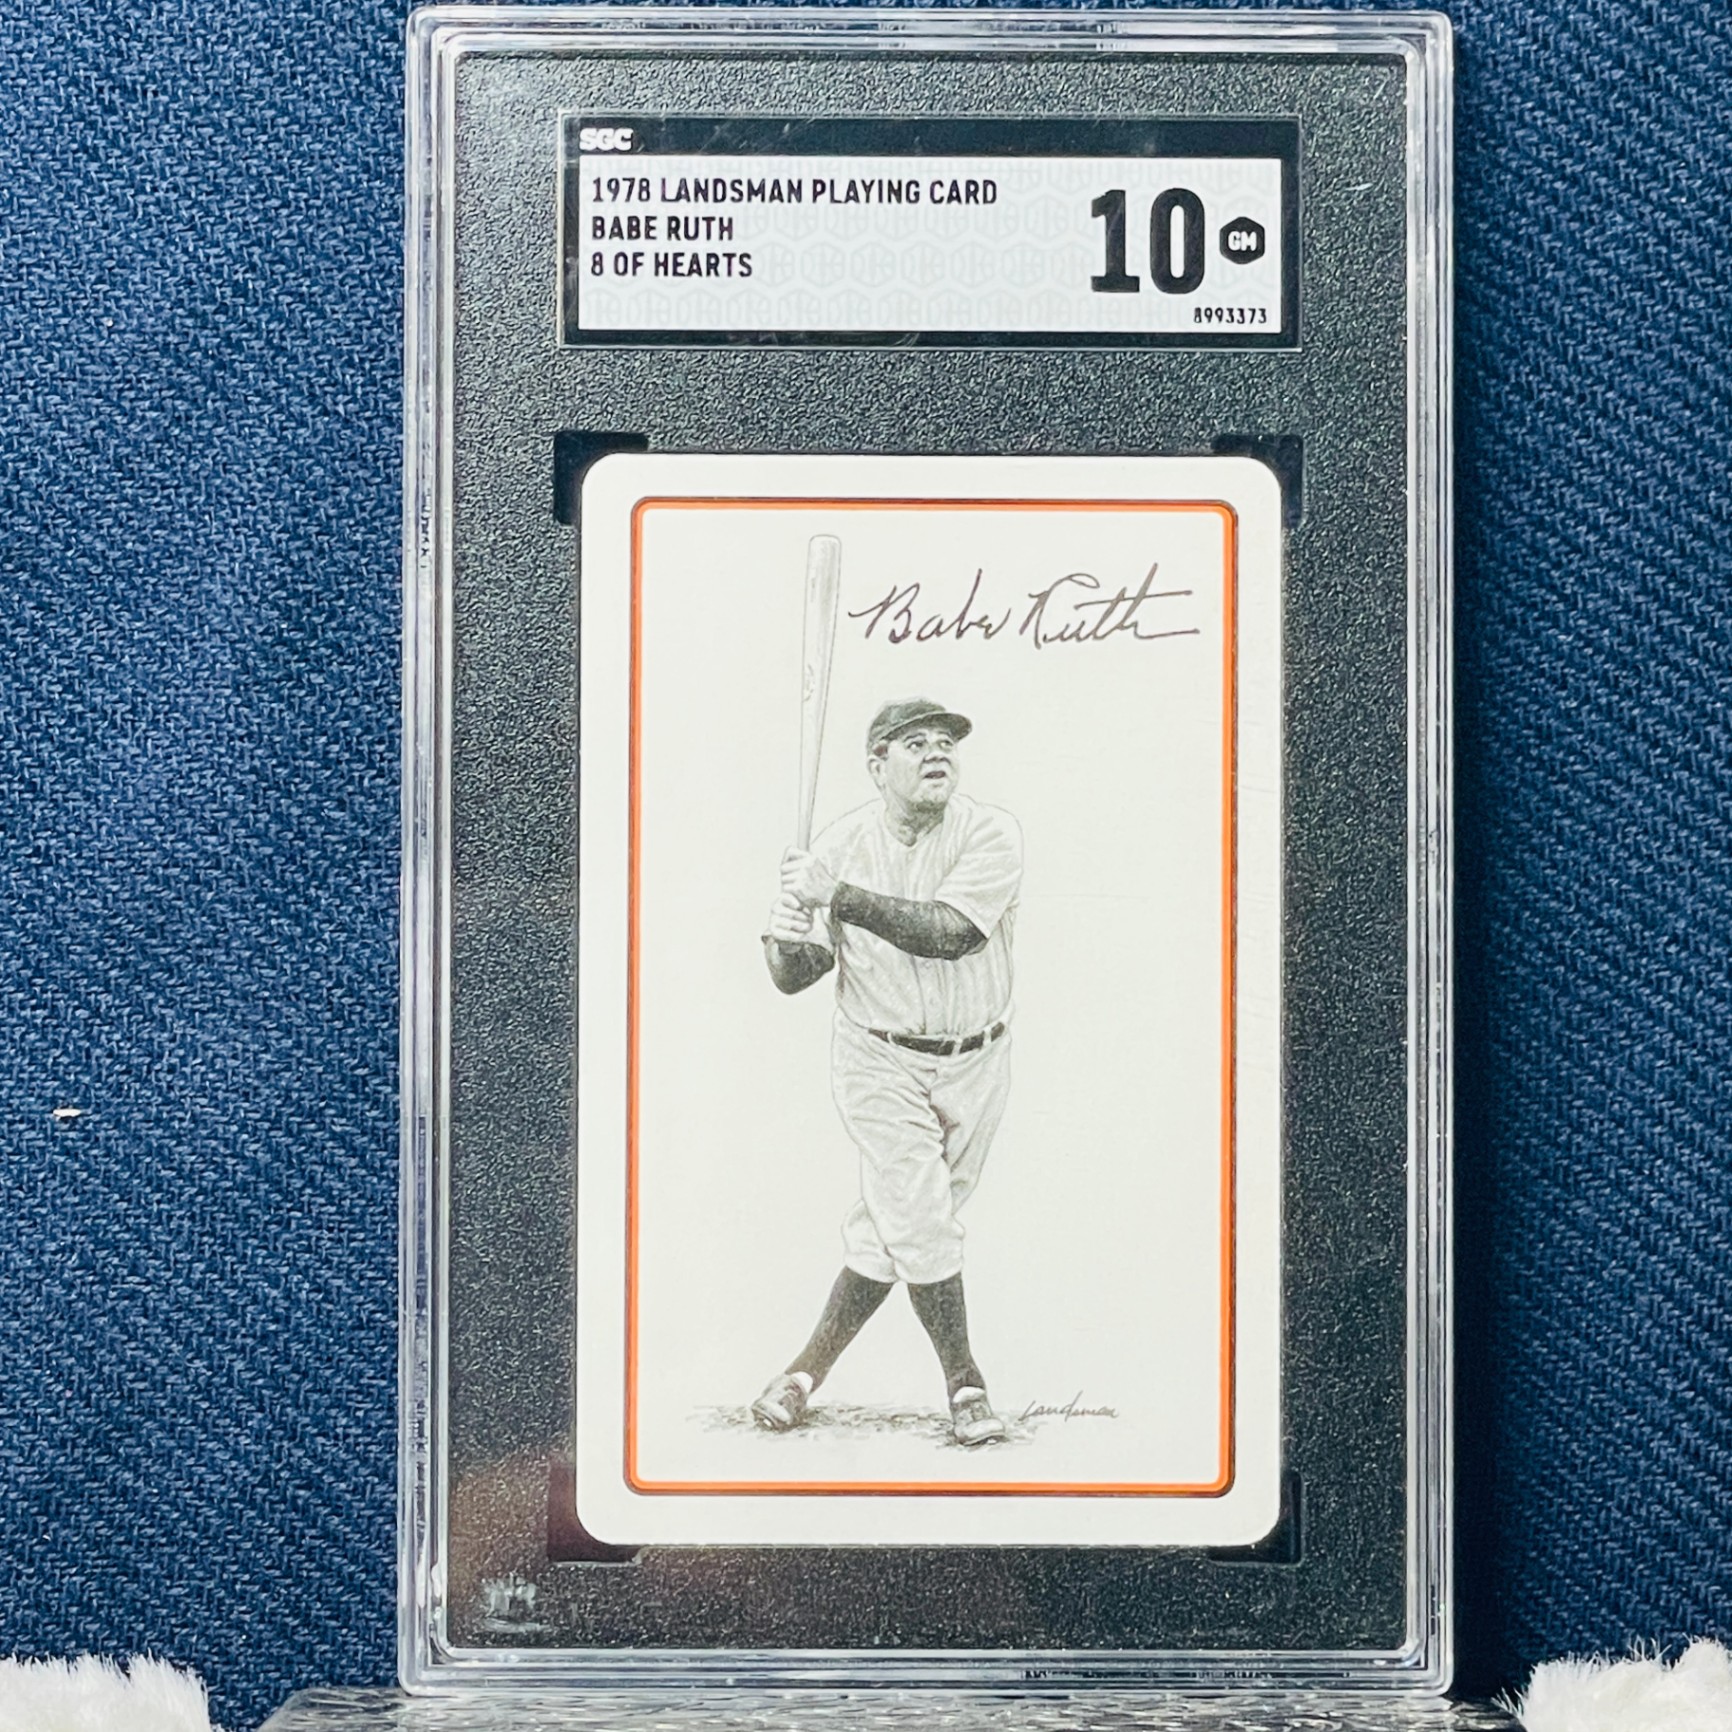 SGC
1978 LANDSMAN PLAYING CARD
BABE RUTH
8 OF HEARTS
10 GM
8993373
Babe Ruth
Landsman